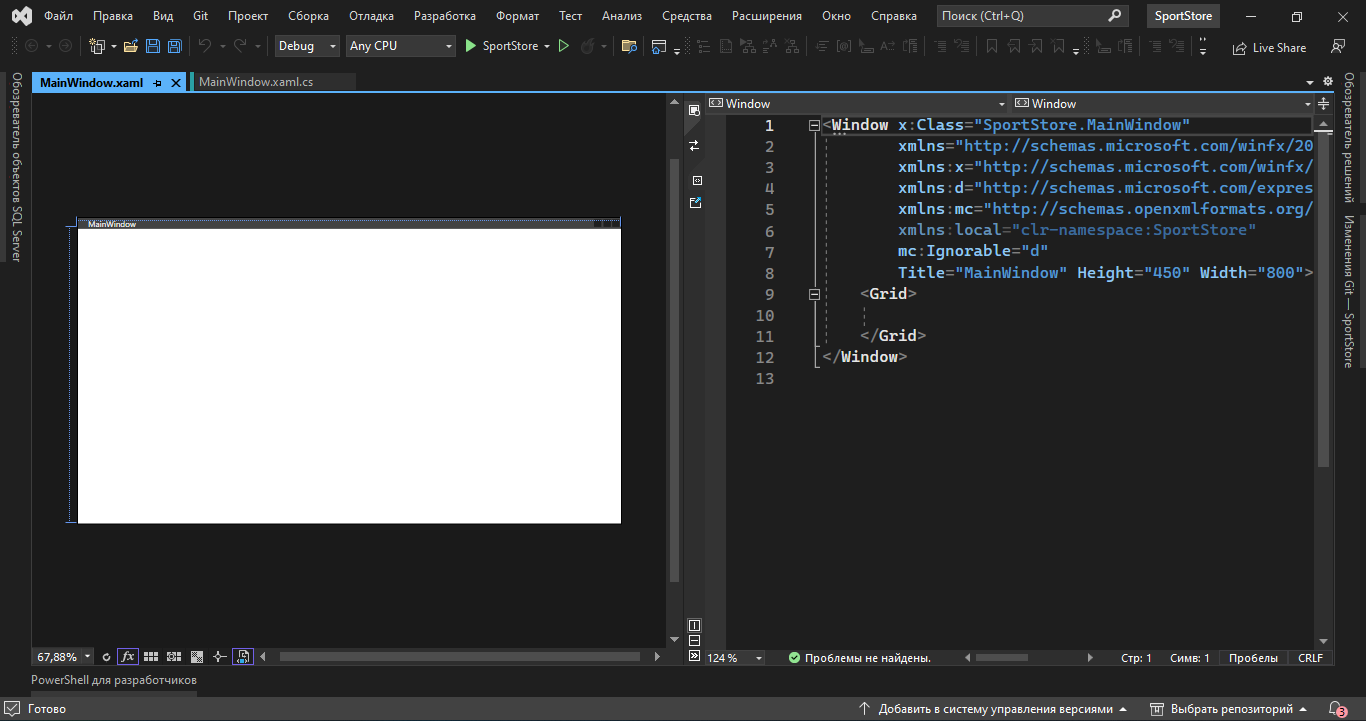 Файл Правка Вид Git Проект Сборка Отладка Разработка Формат Тест Анализ Средства Расширения Окно Справка Поиск (Ctrl+Q) SportStore
Debug Any CPU SportStore Live Share
MainWindow.xaml MainWindow.xaml.cs
Обозреватель объектов SQL Server
MainWindow
67,88%
Window Window
1 <Window x:Class="SportStore.MainWindow"
2 xmlns="http://schemas.microsoft.com/winfx/20
3 xmlns:x="http://schemas.microsoft.com/winfx/
4 xmlns:d="http://schemas.microsoft.com/expres
5 xmlns:mc="http://schemas.openxmlformats.org/
6 xmlns:local="clr-namespace:SportStore"
7 mc:Ignorable="d"
8 Title="MainWindow" Height="450" Width="800">
9 <Grid>
10
11 </Grid>
12 </Window>
13
124 % Проблемы не найдены. Стр: 1 Симв: 1 Пробелы CRLF
Обозреватель решений
Изменения Git — SportStore
PowerShell для разработчиков
Готово Добавить в систему управления версиями Выбрать репозиторий 3